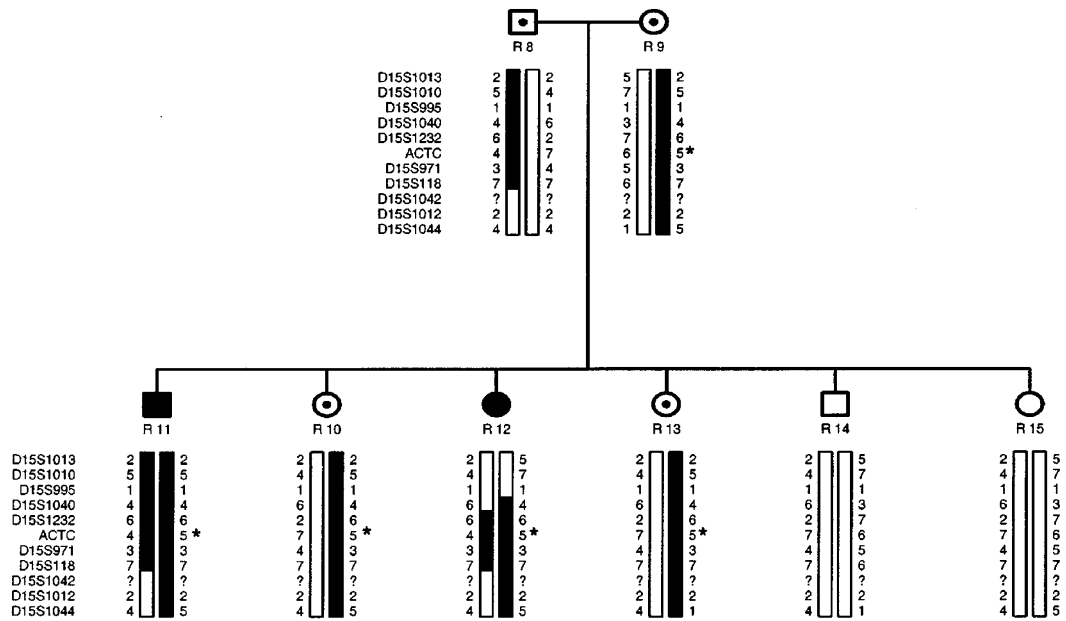 R 8 R 9
D15S1013 2 2 5 2
D15S1010 5 4 7 5
D15S995 1 1 1 1
D15S1040 4 6 3 4
D15S1232 6 2 7 6
ACTC 4 7 6 5*
D15S971 3 4 5 3
D15S118 7 7 6 7
D15S1042 ? ? ? ?
D15S1012 2 2 2 2
D15S1044 4 4 1 5
R 11 R 10 R 12 R 13 R 14 R 15
D15S1013 2 2 2 2 2 5 2 2 2 5 2 5
D15S1010 5 5 4 5 4 7 4 5 4 7 4 7
D15S995 1 1 1 1 1 1 1 1 1 1 1 1
D15S1040 4 4 6 4 6 4 6 4 6 3 6 3
D15S1232 6 6 2 6 6 6 2 6 2 7 2 7
ACTC 4 5* 7 5* 4 5* 7 5* 7 6 7 6
D15S971 3 3 4 3 3 3 4 3 4 5 4 5
D15S118 7 7 7 7 7 7 7 7 7 6 7 7
D15S1042 ? ? ? ? ? ? ? ? ? ? ? ?
D15S1012 2 2 2 2 2 2 2 2 2 2 2 2
D15S1044 4 5 4 5 4 5 4 1 4 1 4 5